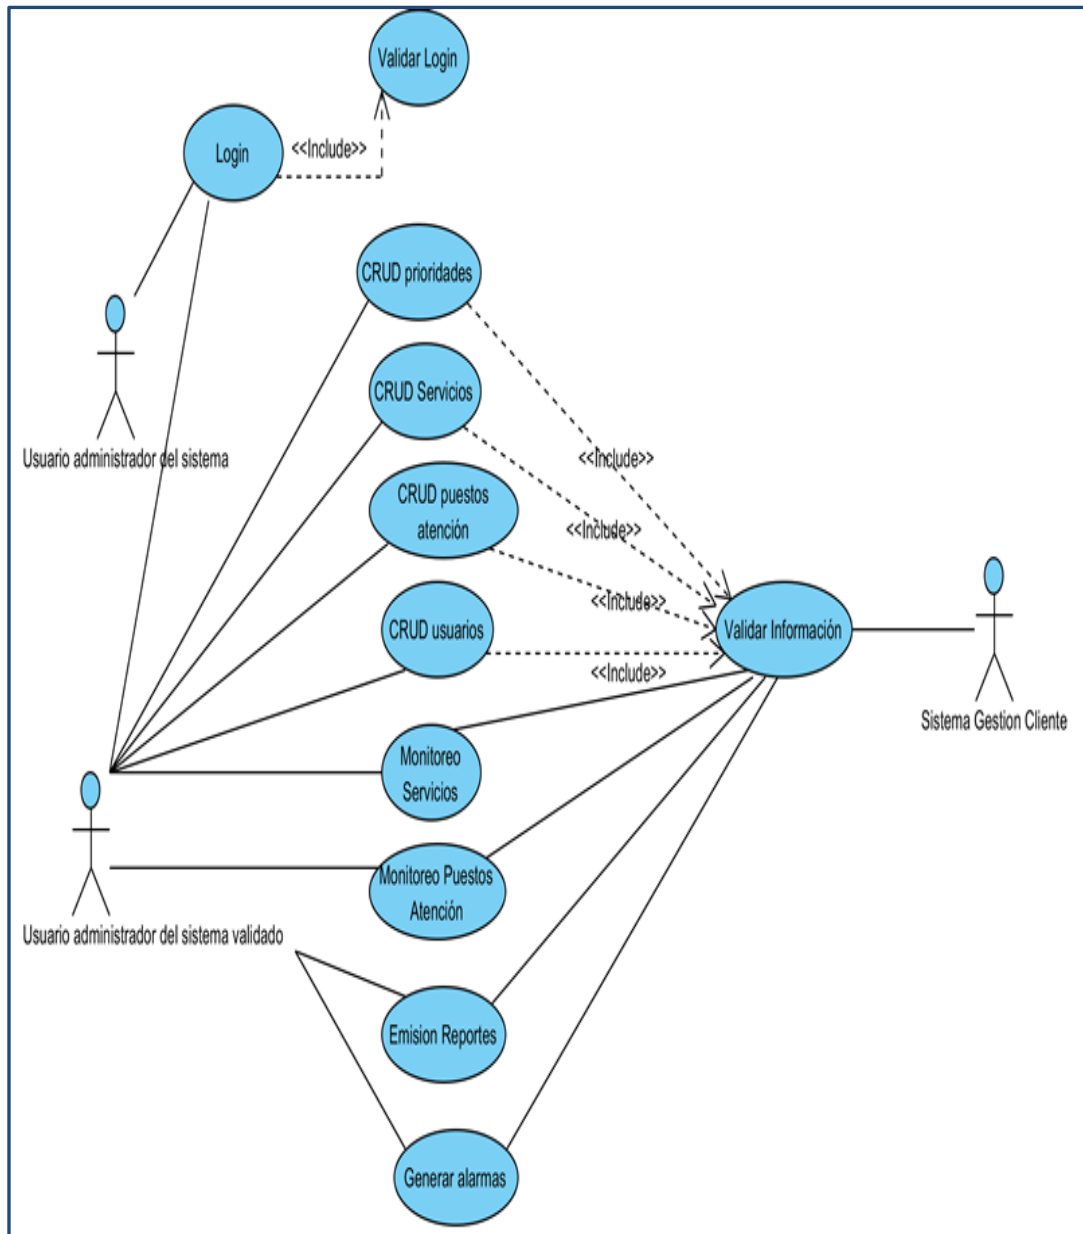 Validar Login
<<Include>>
Login
CRUD prioridades
Usuario administrador del sistema
CRUD Servicios
<<Include>>
CRUD puestos
atención
<<Include>>
<<Include>>
CRUD usuarios
Validar Información
<<Include>>
Sistema Gestion Cliente
Monitoreo
Servicios
Monitoreo Puestos
Atención
Usuario administrador del sistema validado
Emision Reportes
Generar alarmas